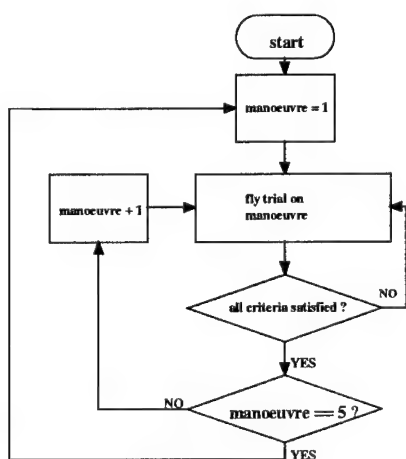 start
manoeuvre = 1
manoeuvre + 1
fly trial on
manoeuvre
all criteria satisfied ?
NO
YES
NO
manoeuvre == 5 ?
YES